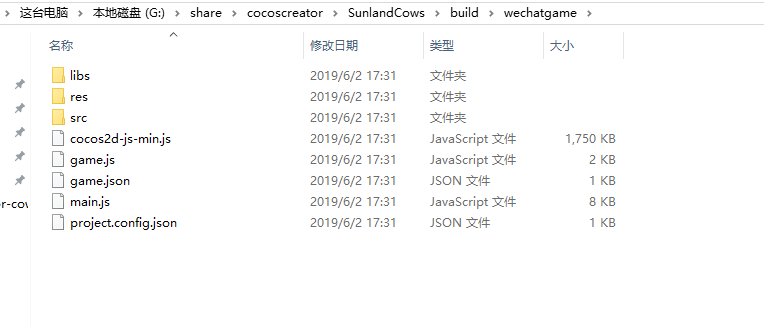 这台电脑 > 本地磁盘 (G:) > share > cocoscreator > SunlandCows > build > wechatgame >
名称 修改日期 类型 大小
libs 2019/6/2 17:31 文件夹
res 2019/6/2 17:31 文件夹
src 2019/6/2 17:31 文件夹
cocos2d-js-min.js 2019/6/2 17:31 JavaScript 文件 1,750 KB
game.js 2019/6/2 17:31 JavaScript 文件 2 KB
game.json 2019/6/2 17:31 JSON 文件 1 KB
r-cov main.js 2019/6/2 17:31 JavaScript 文件 8 KB
project.config.json 2019/6/2 17:31 JSON 文件 1 KB